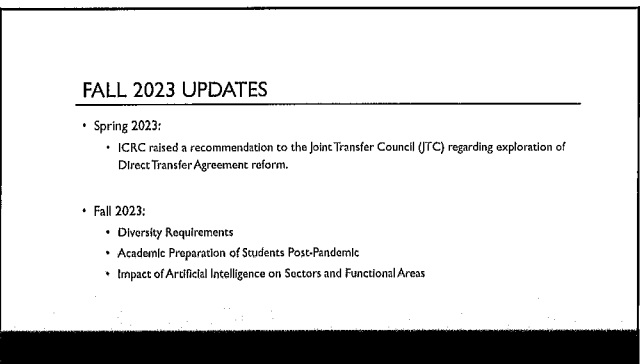 FALL 2023 UPDATES
• Spring 2023:
• ICRC raised a recommendation to the Joint Transfer Council (JTC) regarding exploration of
Direct Transfer Agreement reform.
• Fall 2023:
• Diversity Requirements
• Academic Preparation of Students Post-Pandemic
• Impact of Artificial Intelligence on Sectors and Functional Areas